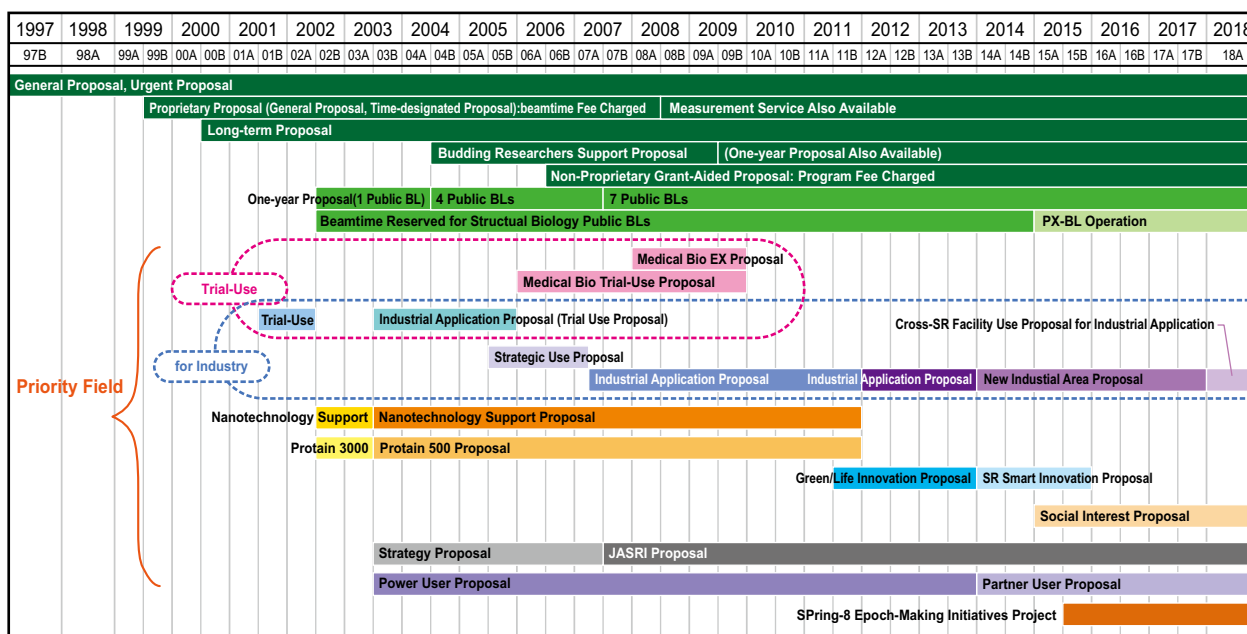 1997 1998 1999 2000 2001 2002 2003 2004 2005 2006 2007 2008 2009 2010 2011 2012 2013 2014 2015 2016 2017 2018
97B 98A 99A 99B 00A 00B 01A 01B 02A 02B 03A 03B 04A 04B 05A 05B 06A 06B 07A 07B 08A 08B 09A 09B 10A 10B 11A 11B 12A 12B 13A 13B 14A 14B 15A 15B 16A 16B 17A 17B 18A
General Proposal, Urgent Proposal
Proprietary Proposal (General Proposal, Time-designated Proposal):beamtime Fee Charged Measurement Service Also Available
Long-term Proposal
Budding Researchers Support Proposal (One-year Proposal Also Available)
Non-Proprietary Grant-Aided Proposal: Program Fee Charged
One-year Proposal(1 Public BL) 4 Public BLs 7 Public BLs
Beamtime Reserved for Structual Biology Public BLs PX-BL Operation
Medical Bio EX Proposal
Medical Bio Trial-Use Proposal
Trial-Use
Trial-Use Industrial Application Proposal (Trial Use Proposal)
Cross-SR Facility Use Proposal for Industrial Application
Strategic Use Proposal
for Industry
Industrial Application Proposal Industrial Application Proposal New Industial Area Proposal
Priority Field
Nanotechnology Support Nanotechnology Support Proposal
Protain 3000 Protain 500 Proposal
Green/Life Innovation Proposal SR Smart Innovation Proposal
Social Interest Proposal
Strategy Proposal JASRI Proposal
Power User Proposal Partner User Proposal
SPring-8 Epoch-Making Initiatives Project